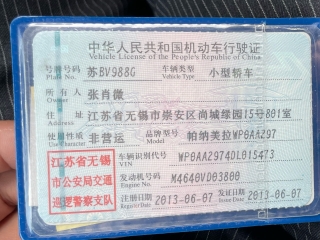 中华人民共和国机动车行驶证
Vehicle License of the People's Republic of China
号牌号码 苏BV988G 车辆类型 小型轿车
Plate No. Vehicle Type
所有人 张肖微
Owner
住址 江苏省无锡市崇安区尚城绿园15号801室
Address
使用性质 非营运 品牌型号 帕纳美拉WP0AA297
Use Character Model
江苏省无锡
市公安局交通
巡逻警察支队
车辆识别代号 WP0AA2974DL015473
VIN
发动机号码 M4640VD03800
Engine No.
注册日期 2013-06-07 发证日期 2013-06-07
Register Date Issue Date